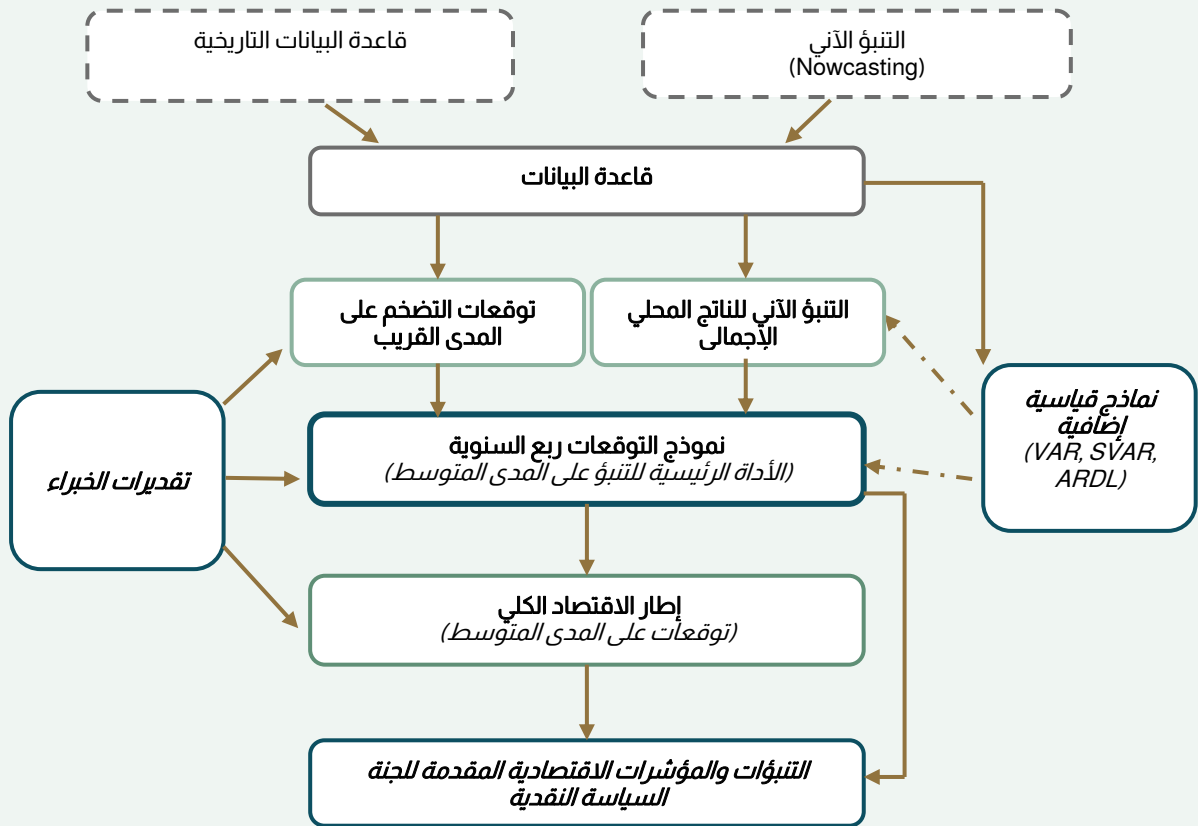 قاعدة البيانات التاريخية
التنبؤ الآني
(Nowcasting)
قاعدة البيانات
توقعات التضخم على
المدى القريب
التنبؤ الآني للناتج المحلي
الإجمالي
تقديرات الخبراء
نموذج التوقعات ربع السنوية
(الأداة الرئيسية للتنبؤ على المدى المتوسط)
نماذج قياسية
إضافية
(VAR, SVAR,
ARDL)
إطار الاقتصاد الكلي
(توقعات على المدى المتوسط)
التنبؤات والمؤشرات الاقتصادية المقدمة للجنة
السياسة النقدية